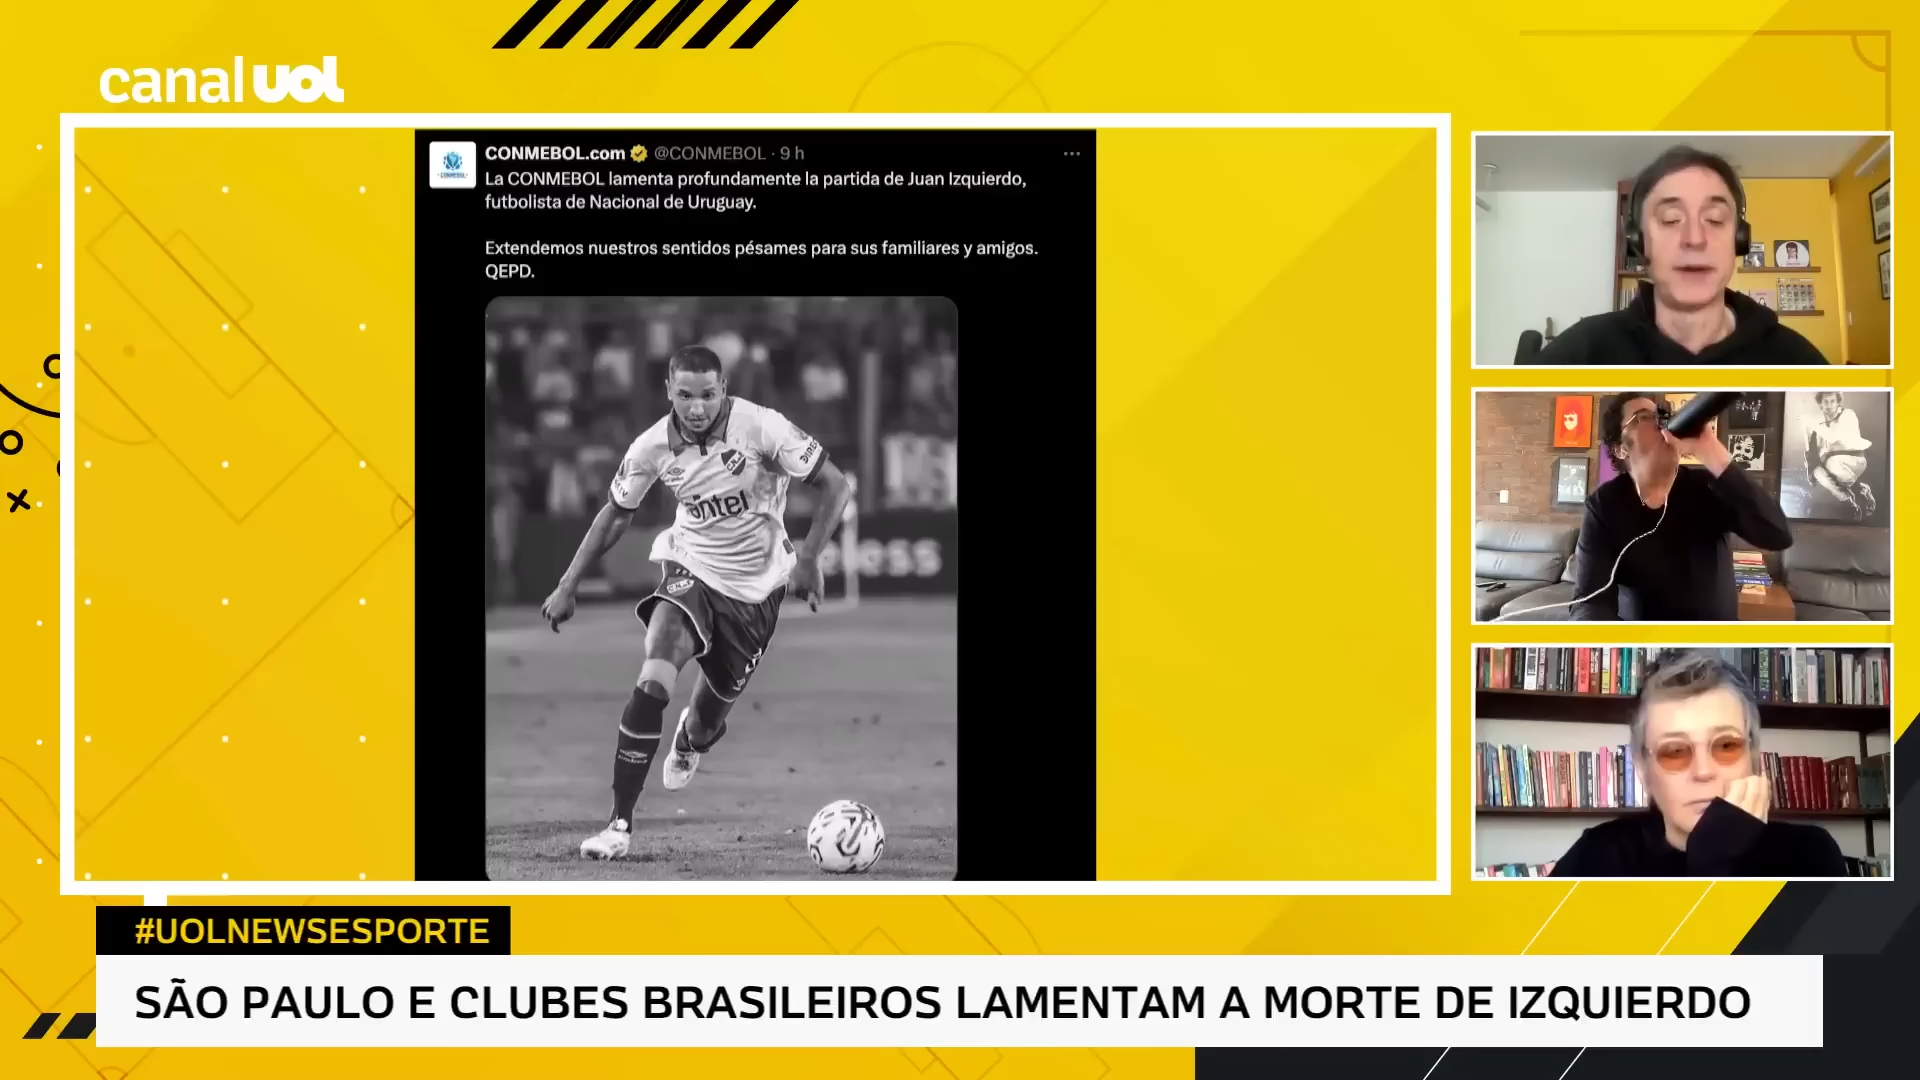 canal uol
CONMEBOL.com @CONMEBOL · 9 h
La CONMEBOL lamenta profundamente la partida de Juan Izquierdo,
futbolista de Nacional de Uruguay.
Extendemos nuestros sentidos pésames para sus familiares y amigos.
QEPD.
antel
eless
#UOLNEWSESPORTE
SÃO PAULO E CLUBES BRASILEIROS LAMENTAM A MORTE DE IZQUIERDO